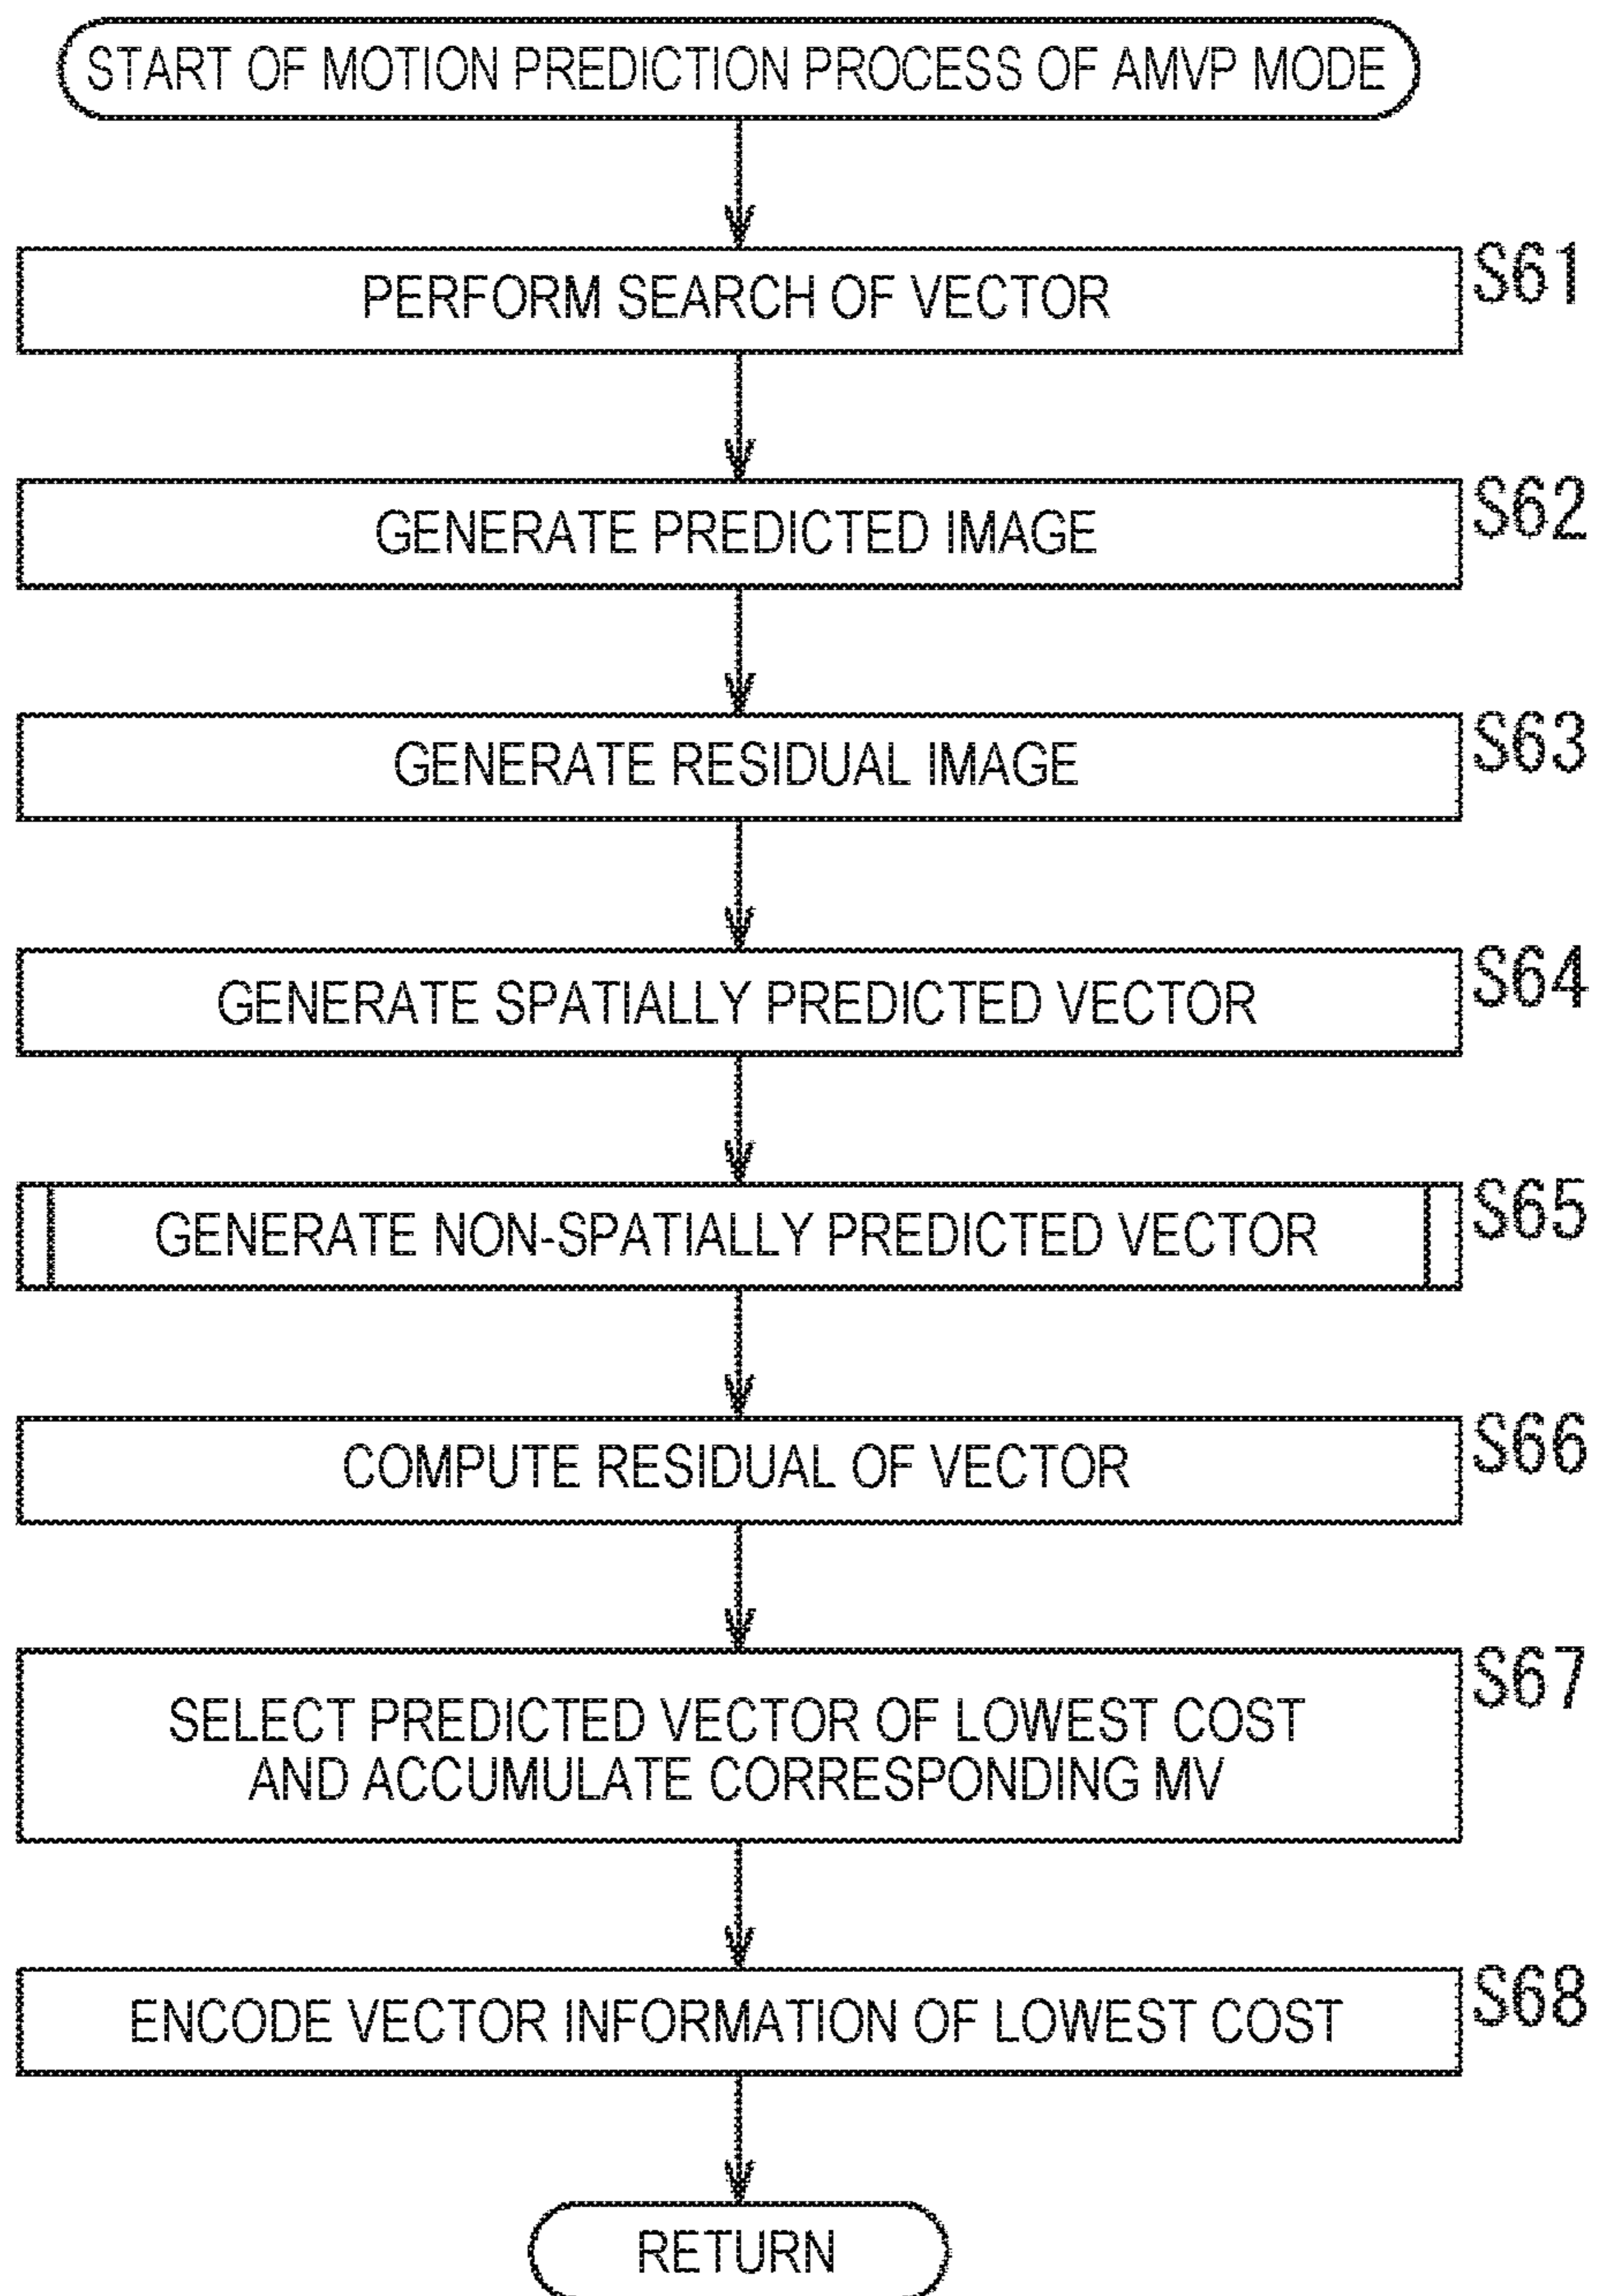 START OF MOTION PREDICTION PROCESS OF AMVP MODE
PERFORM SEARCH OF VECTOR
S61
GENERATE PREDICTED IMAGE
S62
GENERATE RESIDUAL IMAGE
S63
GENERATE SPATIALLY PREDICTED VECTOR
S64
GENERATE NON-SPATIALLY PREDICTED VECTOR
S65
COMPUTE RESIDUAL OF VECTOR
S66
SELECT PREDICTED VECTOR OF LOWEST COST
AND ACCUMULATE CORRESPONDING MV
S67
ENCODE VECTOR INFORMATION OF LOWEST COST
S68
RETURN